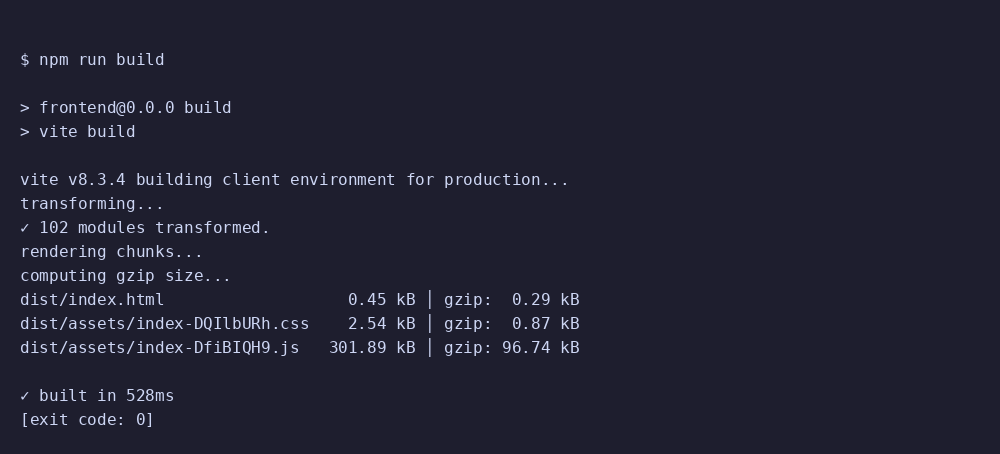 $ npm run build
> frontend@0.0.0 build
> vite build
vite v8.3.4 building client environment for production...
transforming...
✓ 102 modules transformed.
rendering chunks...
computing gzip size...
dist/index.html                   0.45 kB │ gzip:  0.29 kB
dist/assets/index-DQIlbURh.css    2.54 kB │ gzip:  0.87 kB
dist/assets/index-DfiBIQH9.js   301.89 kB │ gzip: 96.74 kB
✓ built in 528ms
[exit code: 0]